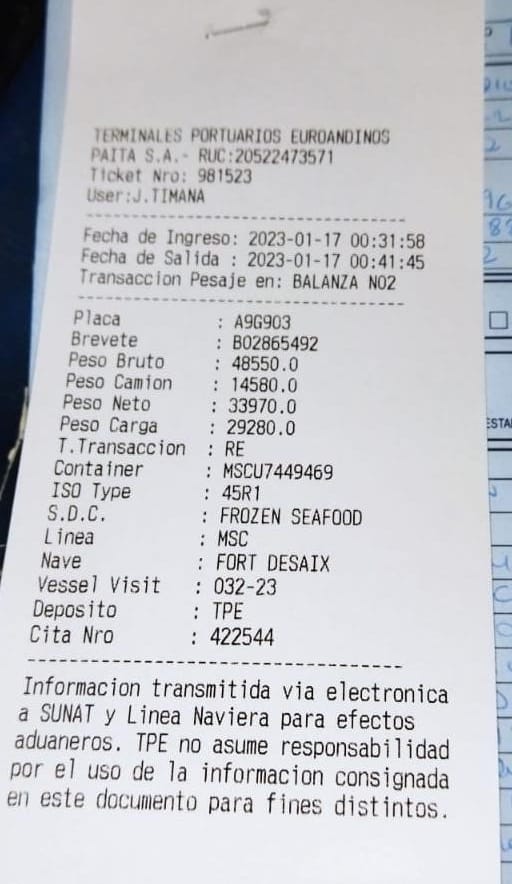 TERMINALES PORTUARIOS EUROANDINOS
PAITA S.A.- RUC:20522473571
Ticket Nro: 981523
User:J.TIMANA
Fecha de Ingreso: 2023-01-17 00:31:58
Fecha de Salida : 2023-01-17 00:41:45
Transaccion Pesaje en: BALANZA NO2
Placa : A9G903
Brevete : B02865492
Peso Bruto : 48550.0
Peso Camion : 14580.0
Peso Neto : 33970.0
Peso Carga : 29280.0
T.Transaccion : RE
Container : MSCU7449469
ISO Type : 45R1
S.D.C. : FROZEN SEAFOOD
Linea : MSC
Nave : FORT DESAIX
Vessel Visit : 032-23
Deposito : TPE
Cita Nro : 422544
Informacion transmitida via electronica
a SUNAT y Linea Naviera para efectos
aduaneros. TPE no asume responsabilidad
por el uso de la informacion consignada
en este documento para fines distintos.